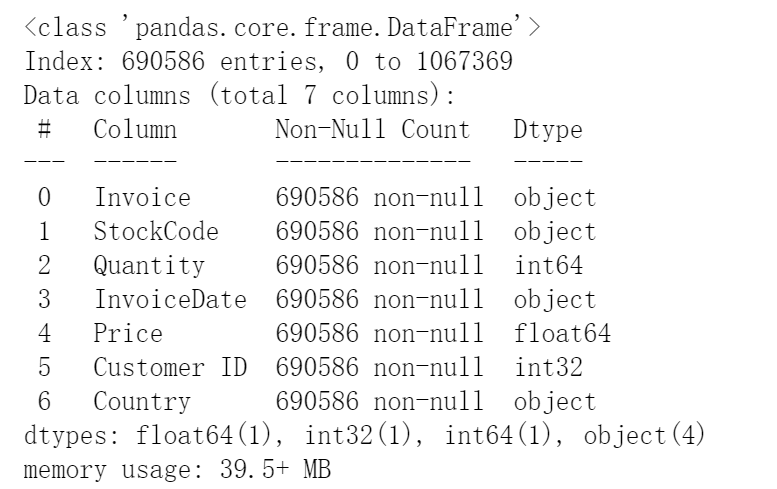 <class 'pandas.core.frame.DataFrame'>
Index: 690586 entries, 0 to 1067369
Data columns (total 7 columns):
 #   Column       Non-Null Count   Dtype
---  ------       --------------   -----
 0   Invoice      690586 non-null  object
 1   StockCode    690586 non-null  object
 2   Quantity     690586 non-null  int64
 3   InvoiceDate  690586 non-null  object
 4   Price        690586 non-null  float64
 5   Customer ID  690586 non-null  int32
 6   Country      690586 non-null  object
dtypes: float64(1), int32(1), int64(1), object(4)
memory usage: 39.5+ MB